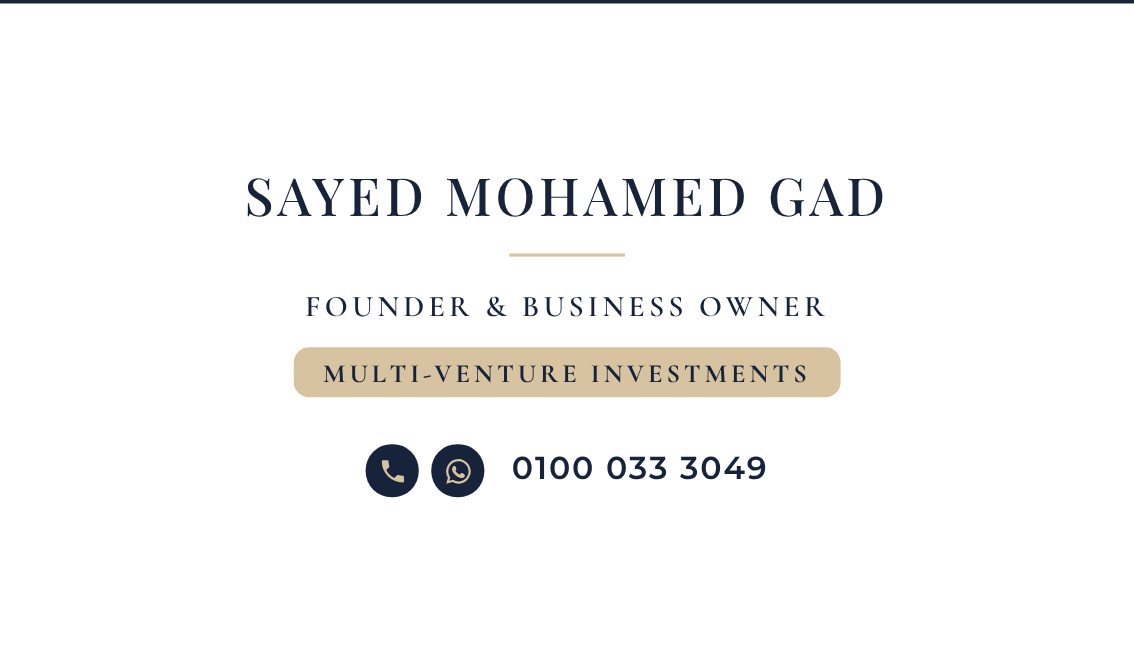 SAYED MOHAMED GAD
FOUNDER & BUSINESS OWNER
MULTI-VENTURE INVESTMENTS
0100 033 3049